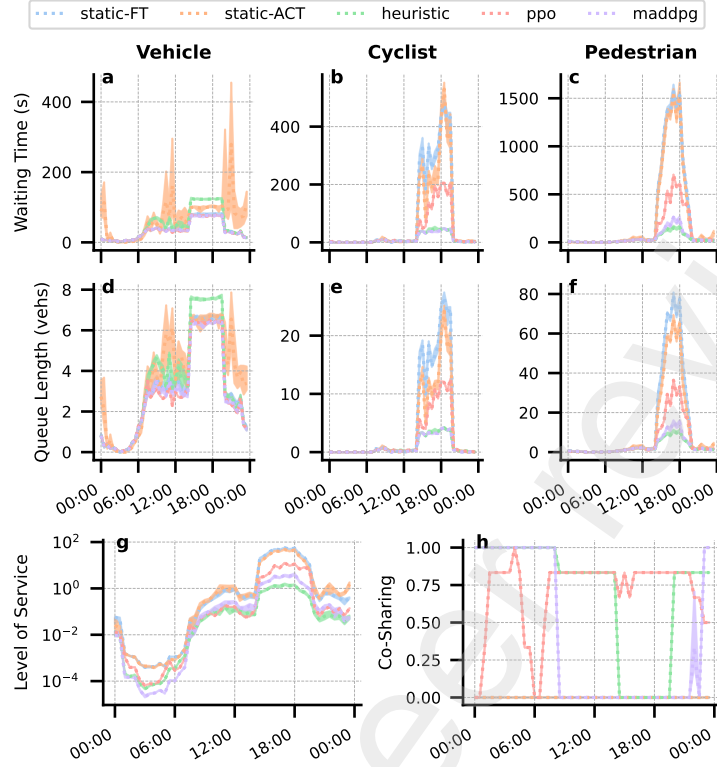 static-FT static-ACT heuristic ppo maddpg
Vehicle Cyclist Pedestrian
a b c
Waiting Time (s)
400
200
0
400
200
0
1500
1000
500
0
d e f
Queue Length (vehs)
8
6
4
2
0
20
10
0
80
60
40
20
0
00:00 06:00 12:00 18:00 00:00 00:00 06:00 12:00 18:00 00:00 00:00 06:00 12:00 18:00 00:00
g h
Level of Service
10² 
10⁰
10⁻²
10⁻⁴
Co-Sharing
1.00
0.75
0.50
0.25
0.00
00:00 06:00 12:00 18:00 00:00 00:00 06:00 12:00 18:00 00:00